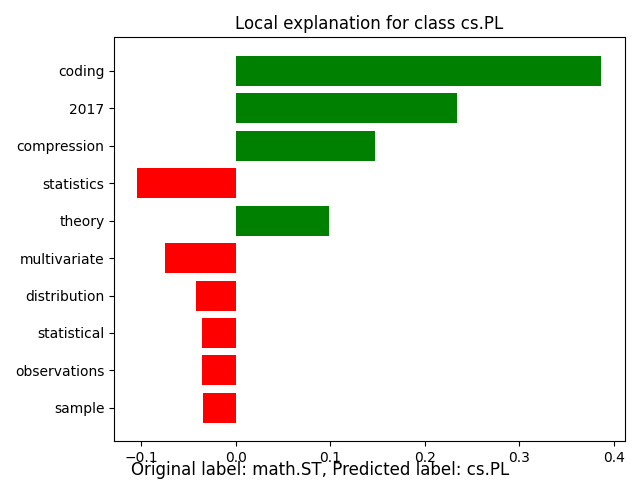 Local explanation for class cs.PL
coding
2017
compression
statistics
theory
multivariate
distribution
statistical
observations
sample
−0.1 0.0 0.1 0.2 0.3 0.4
Original label: math.ST, Predicted label: cs.PL